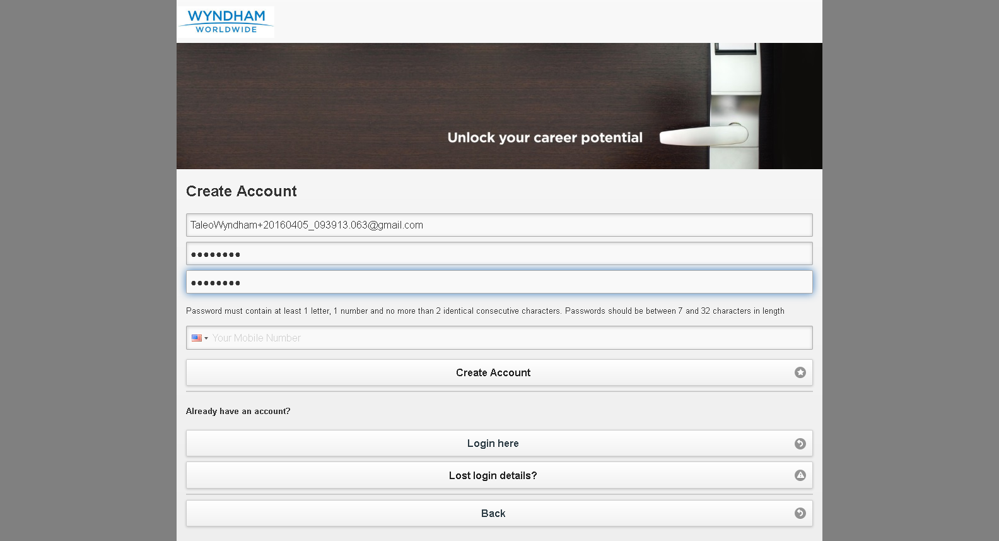 WYNDHAM
WORLDWIDE
Unlock your career potential
Create Account
TaleoWyndham+20160405_093913.063@gmail.com
●●●●●●●●
●●●●●●●●
Password must contain at least 1 letter, 1 number and no more than 2 identical consecutive characters. Passwords should be between 7 and 32 characters in length
Your Mobile Number
Create Account
Already have an account?
Login here
Lost login details?
Back